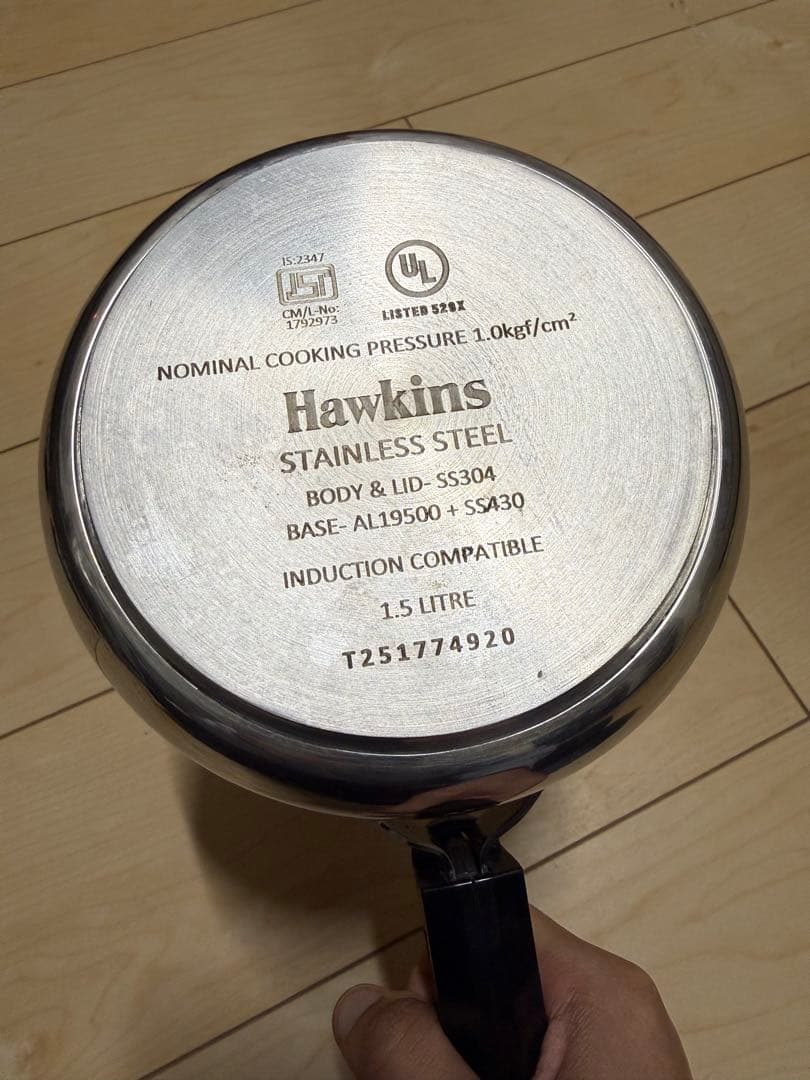 IS:2347
ISI
CM/L-No:
1792973
UL
LISTED 529X
NOMINAL COOKING PRESSURE 1.0kgf/cm²
Hawkins
STAINLESS STEEL
BODY & LID- SS304
BASE- AL19500 + SS430
INDUCTION COMPATIBLE
1.5 LITRE
T251774920